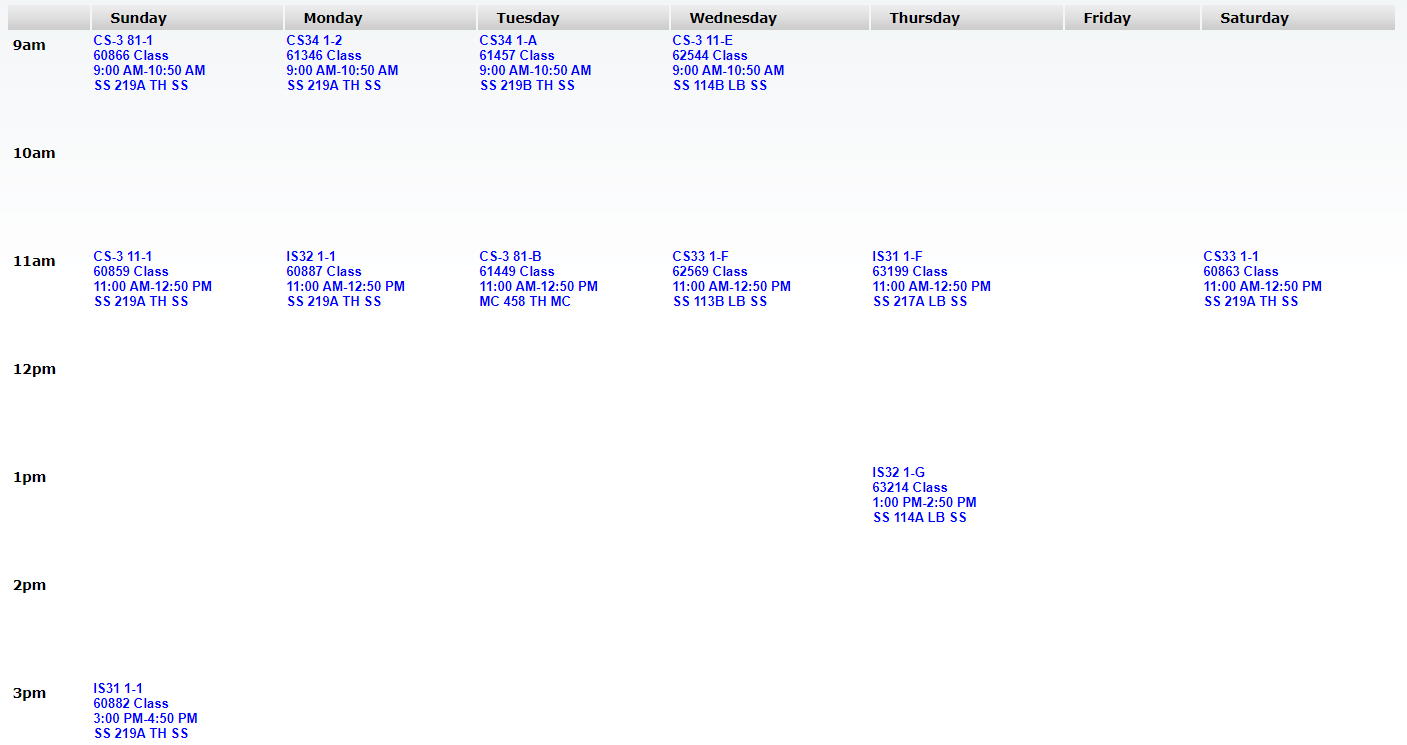 Sunday Monday Tuesday Wednesday Thursday Friday Saturday
9am
CS-3 81-1
60866 Class
9:00 AM-10:50 AM
SS 219A TH SS
CS34 1-2
61346 Class
9:00 AM-10:50 AM
SS 219A TH SS
CS34 1-A
61457 Class
9:00 AM-10:50 AM
SS 219B TH SS
CS-3 11-E
62544 Class
9:00 AM-10:50 AM
SS 114B LB SS
10am
11am
CS-3 11-1
60859 Class
11:00 AM-12:50 PM
SS 219A TH SS
IS32 1-1
60887 Class
11:00 AM-12:50 PM
SS 219A TH SS
CS-3 81-B
61449 Class
11:00 AM-12:50 PM
MC 458 TH MC
CS33 1-F
62569 Class
11:00 AM-12:50 PM
SS 113B LB SS
IS31 1-F
63199 Class
11:00 AM-12:50 PM
SS 217A LB SS
CS33 1-1
60863 Class
11:00 AM-12:50 PM
SS 219A TH SS
12pm
1pm
IS32 1-G
63214 Class
1:00 PM-2:50 PM
SS 114A LB SS
2pm
3pm
IS31 1-1
60882 Class
3:00 PM-4:50 PM
SS 219A TH SS